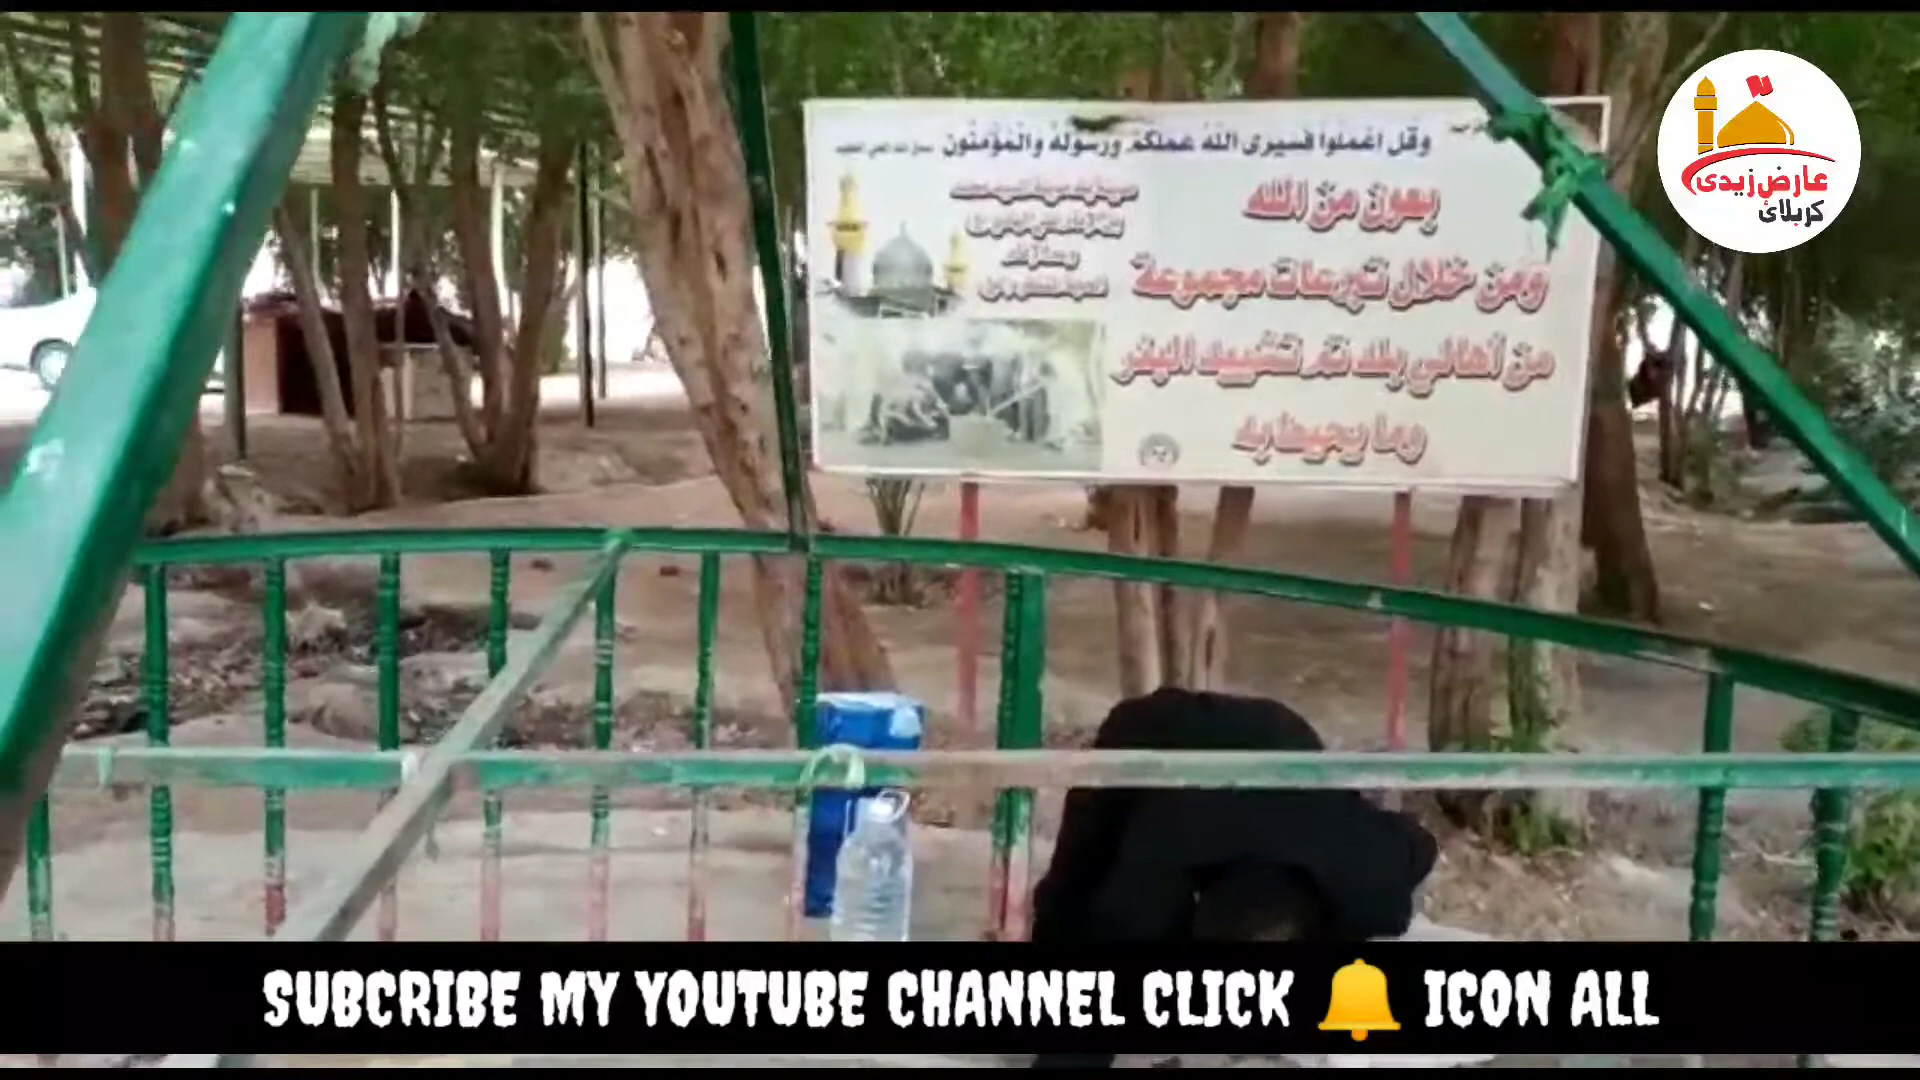 وقل اعملوا فسيرى الله عملكم ورسوله والمؤمنون
بعون من الله
ومن خلال تبرعات مجموعة
من أهالي بلد تم تشييد البئر
وما يحيط به
عارض زیدی
کربلائ
SUBCRIBE MY YOUTUBE CHANNEL CLICK 🔔 ICON ALL